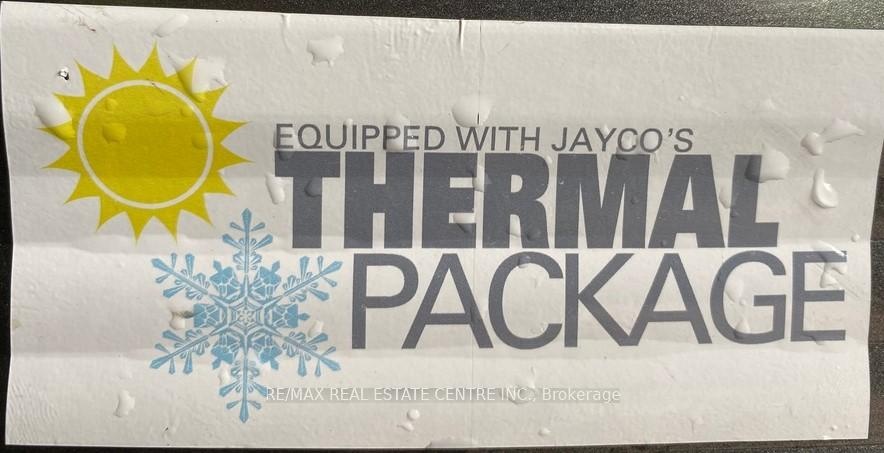 EQUIPPED WITH JAYCO'S
THERMAL
PACKAGE
RE/MAX REAL ESTATE CENTRE INC., Brokerage